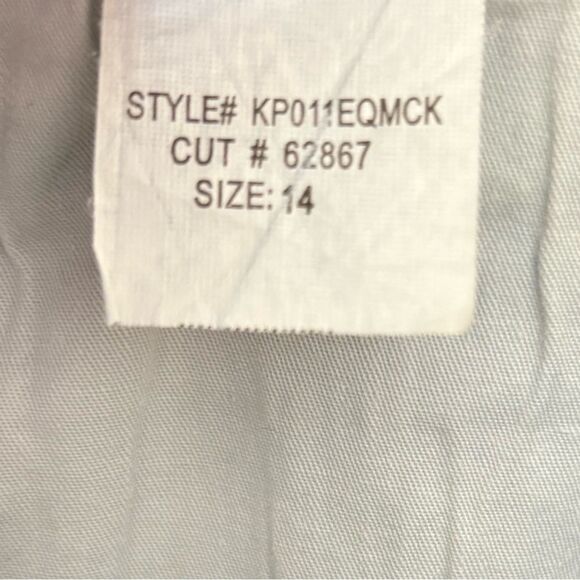 STYLE# KP011EQMCK
CUT # 62867
SIZE: 14